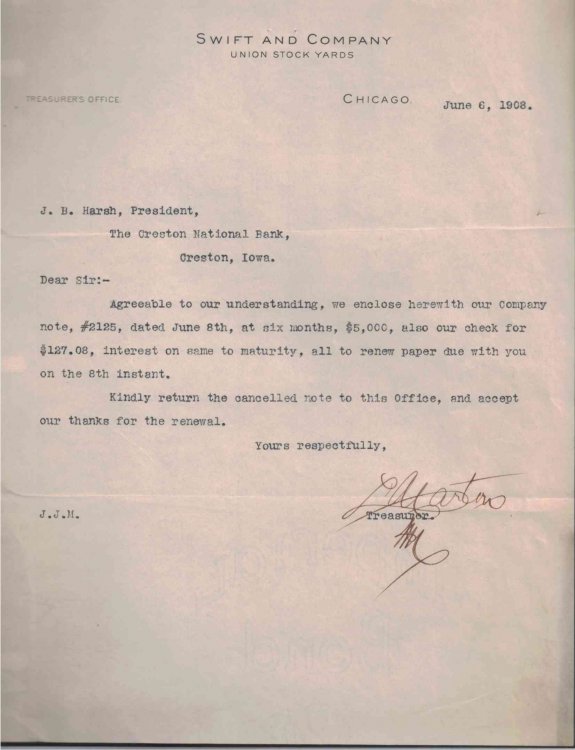 SWIFT AND COMPANY
UNION STOCK YARDS
TREASURER'S OFFICE.
CHICAGO June 6, 1908.
J. B. Harsh, President,
The Creston National Bank,
Creston, Iowa.
Dear Sir:-
Agreeable to our understanding, we enclose herewith our Company
note, #2125, dated June 8th, at six months, $5,000, also our check for
$127.08, interest on same to maturity, all to renew paper due with you
on the 8th instant.
Kindly return the cancelled note to this Office, and accept
our thanks for the renewal.
Yours respectfully,
J.J.M.
Treasurer.